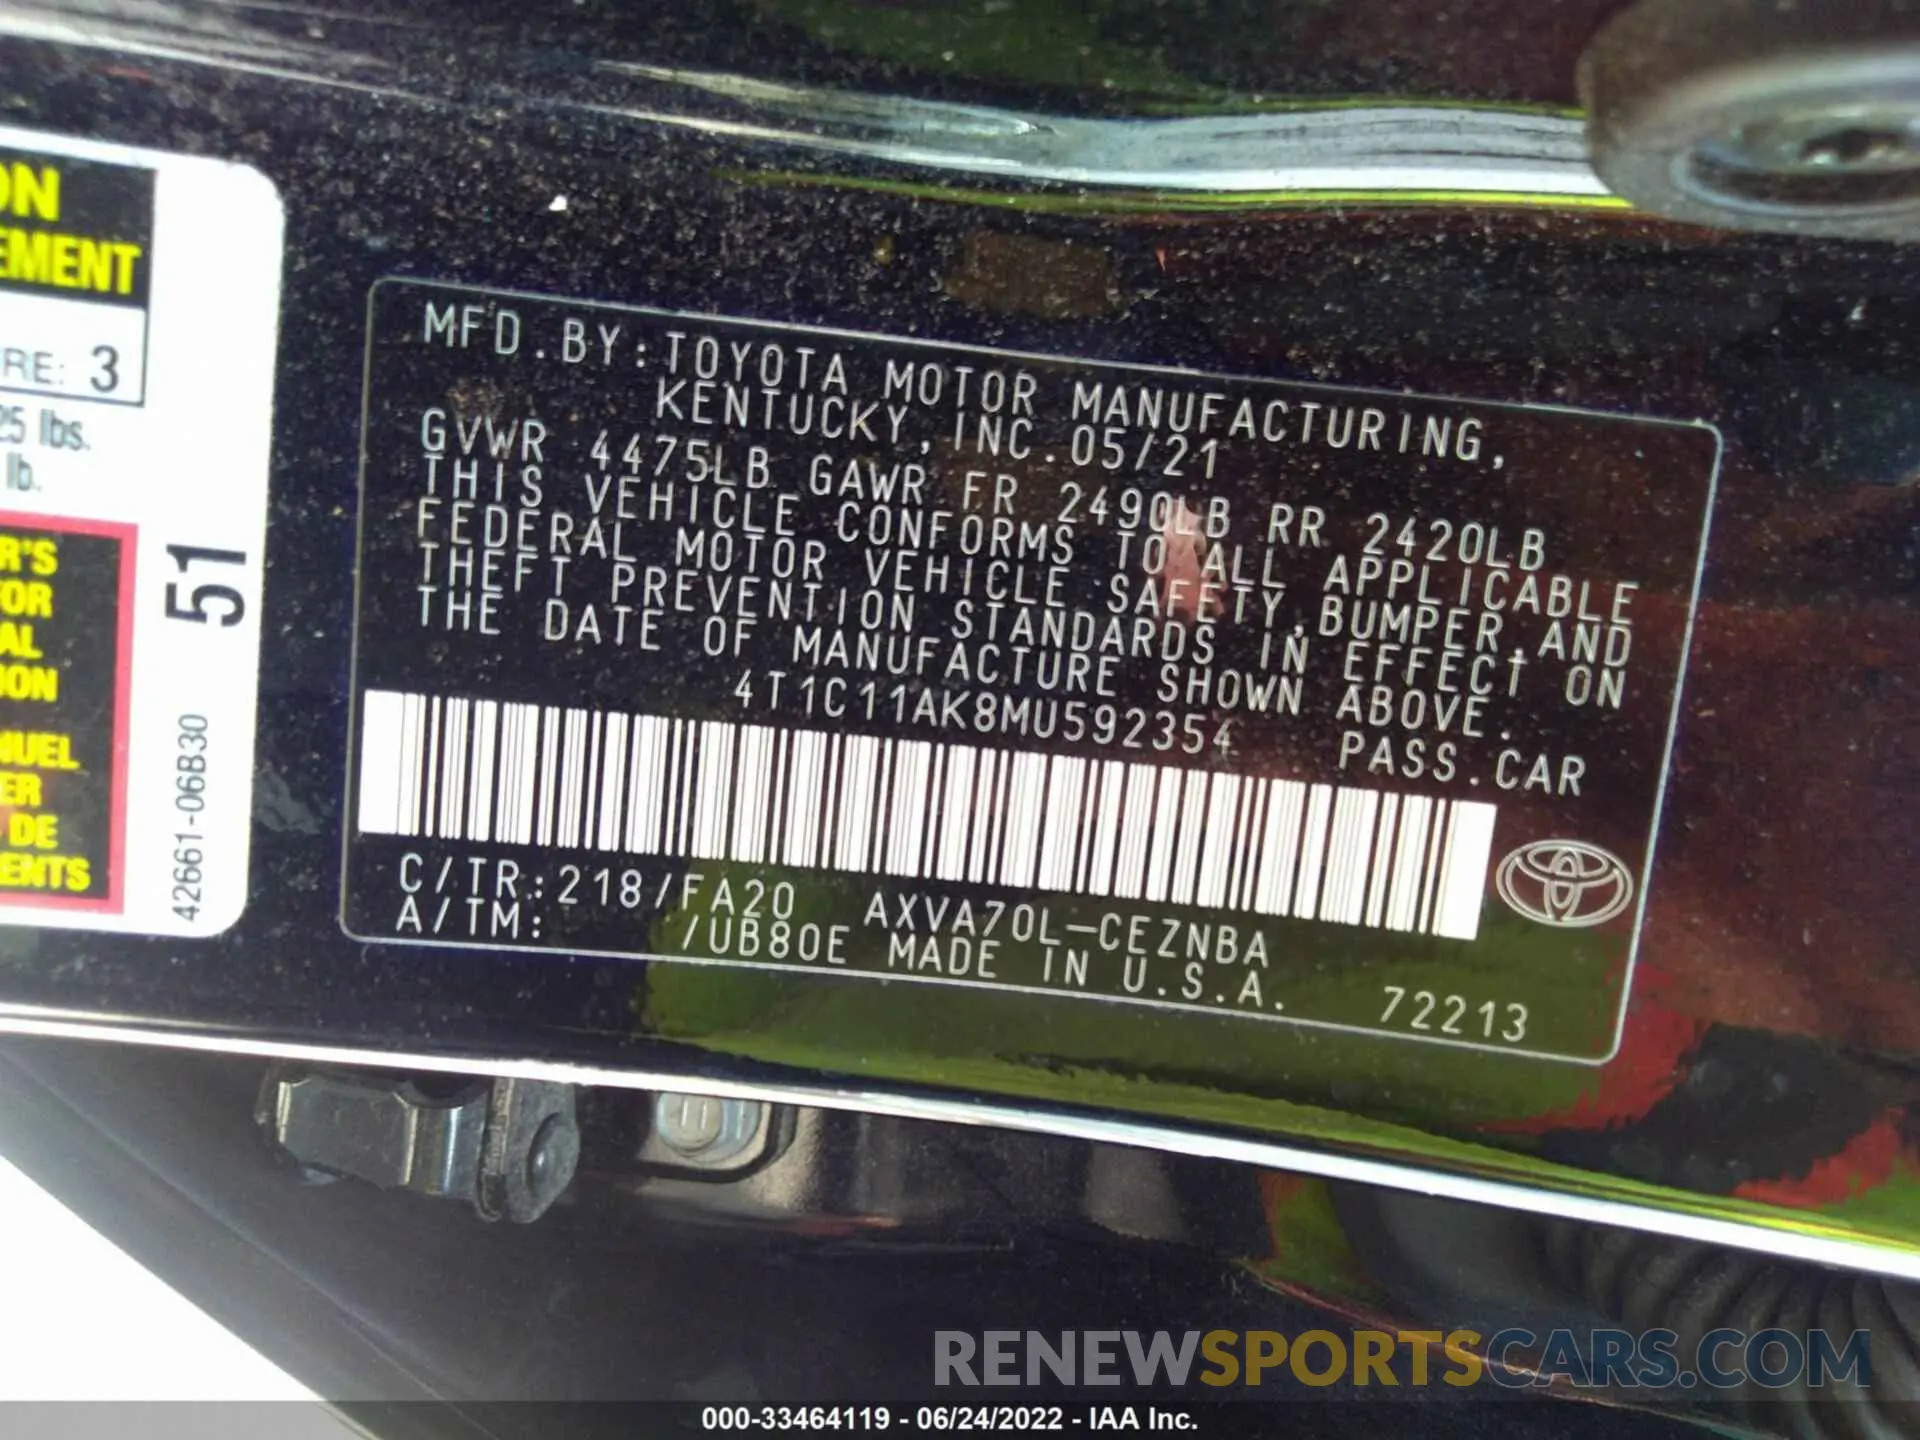 ON
EMENT
RE: 3
25 lbs.
lb.
R'S
OR
AL
ION
NUEL
ER
DE
ENTS
51
42661-06B30
MFD.BY:TOYOTA MOTOR MANUFACTURING,
KENTUCKY,INC.05/21
GVWR 4475LB GAWR FR 2490LB RR 2420LB
THIS VEHICLE CONFORMS TO ALL APPLICABLE
FEDERAL MOTOR VEHICLE SAFETY,BUMPER,AND
THEFT PREVENTION STANDARDS IN EFFECT ON
THE DATE OF MANUFACTURE SHOWN ABOVE.
4T1C11AK8MU592354 PASS.CAR
C/TR:218/FA20 AXVA70L-CEZNBA
A/TM: /UB80E MADE IN U.S.A. 72213
RENEWSPORTSCARS.COM
000-33464119 - 06/24/2022 - IAA Inc.